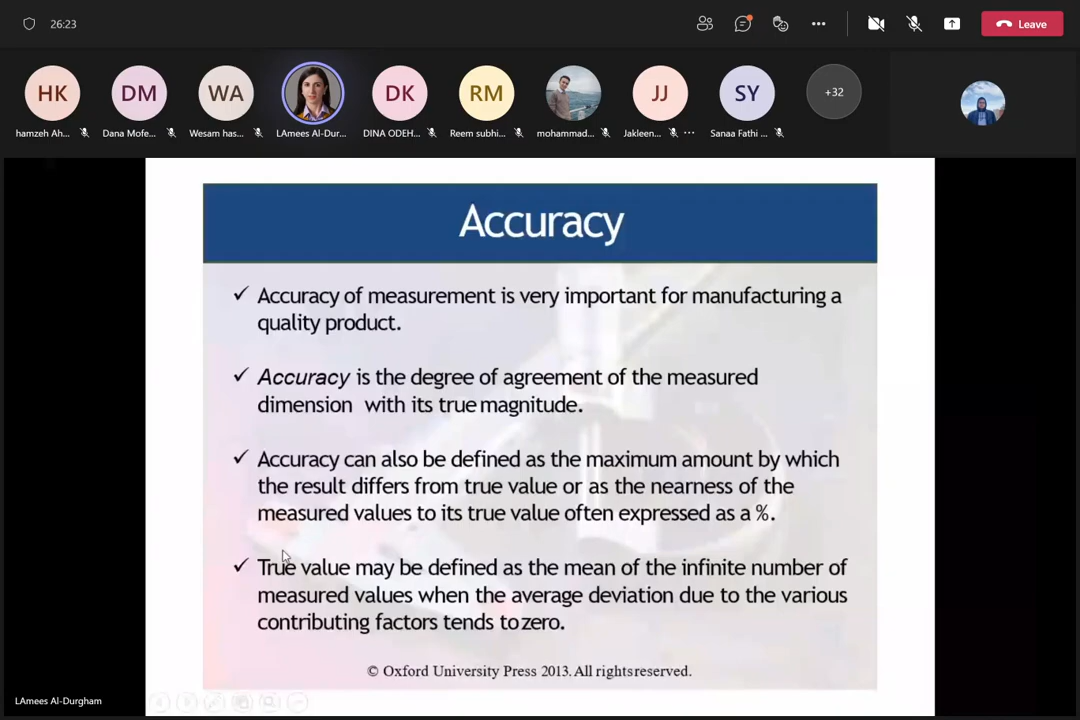 26:23
Leave
HK
DM
WA
DK
RM
JJ
SY
+32
hamzeh Ah...
Dana Mofe...
Wesam has...
LAmees Al-Dur...
DINA ODEH...
Reem subhi...
mohammad...
Jakleen...
Sanaa Fathi ...
Accuracy
✓ Accuracy of measurement is very important for manufacturing a
quality product.
✓ Accuracy is the degree of agreement of the measured
dimension with its true magnitude.
✓ Accuracy can also be defined as the maximum amount by which
the result differs from true value or as the nearness of the
measured values to its true value often expressed as a %.
✓ True value may be defined as the mean of the infinite number of
measured values when the average deviation due to the various
contributing factors tends to zero.
© Oxford University Press 2013. All rights reserved.
LAmees Al-Durgham